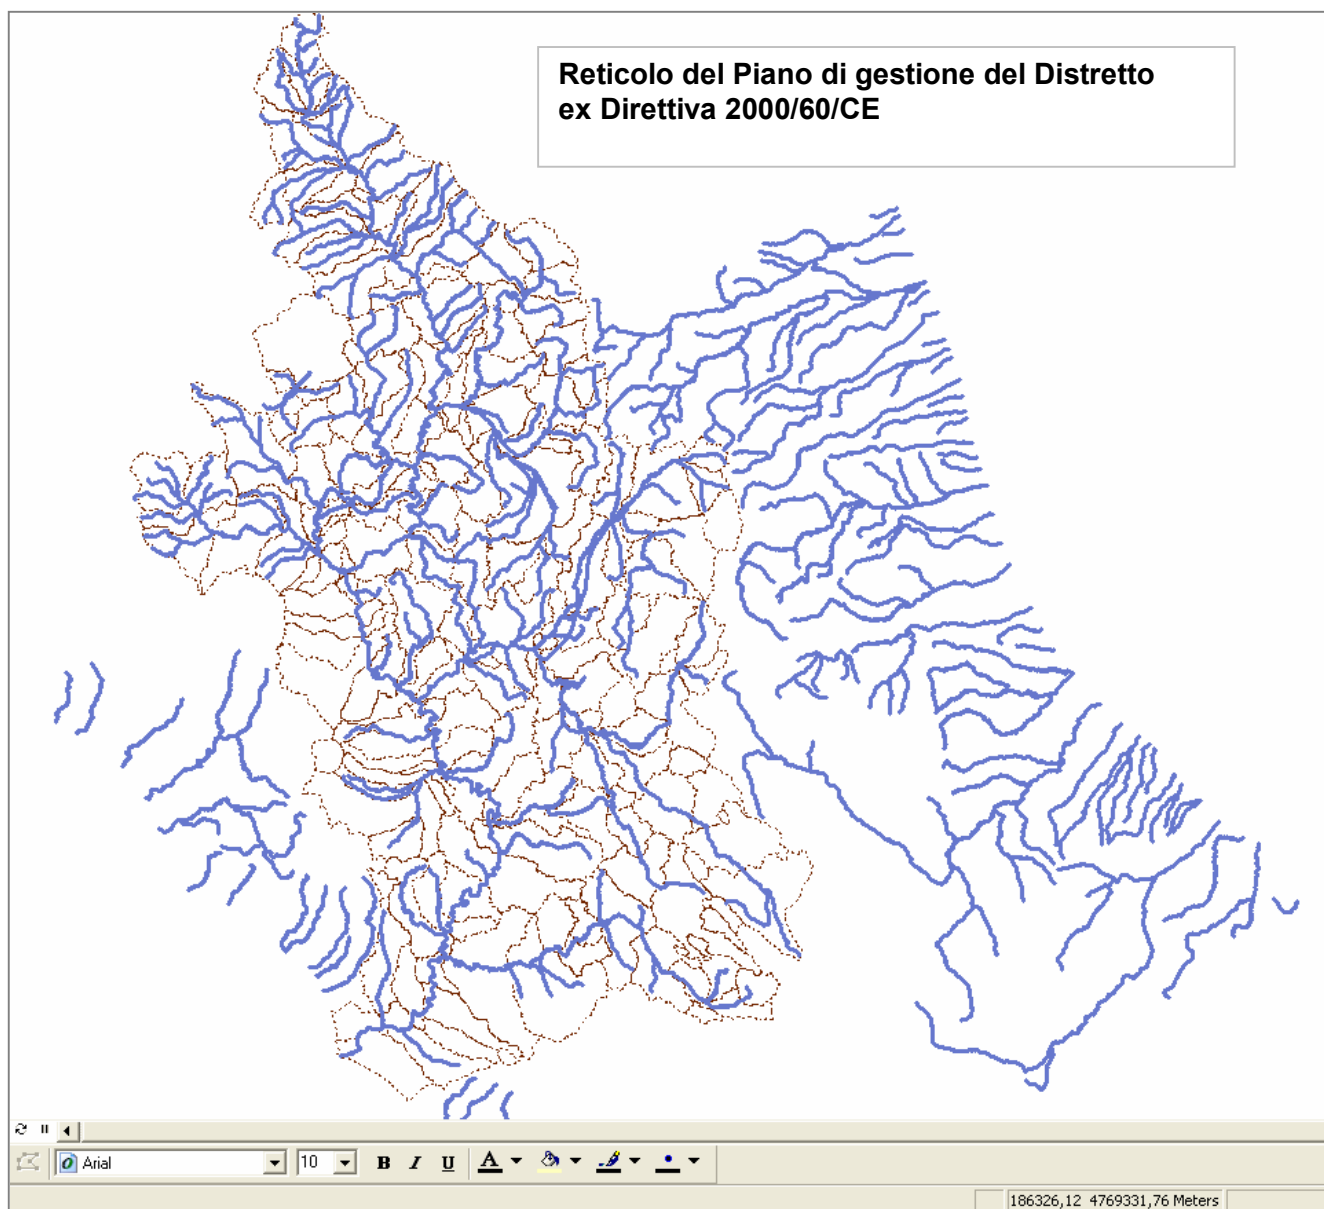 Reticolo del Piano di gestione del Distretto
ex Direttiva 2000/60/CE
Arial 10 B I U A
186326,12 4769331,76 Meters